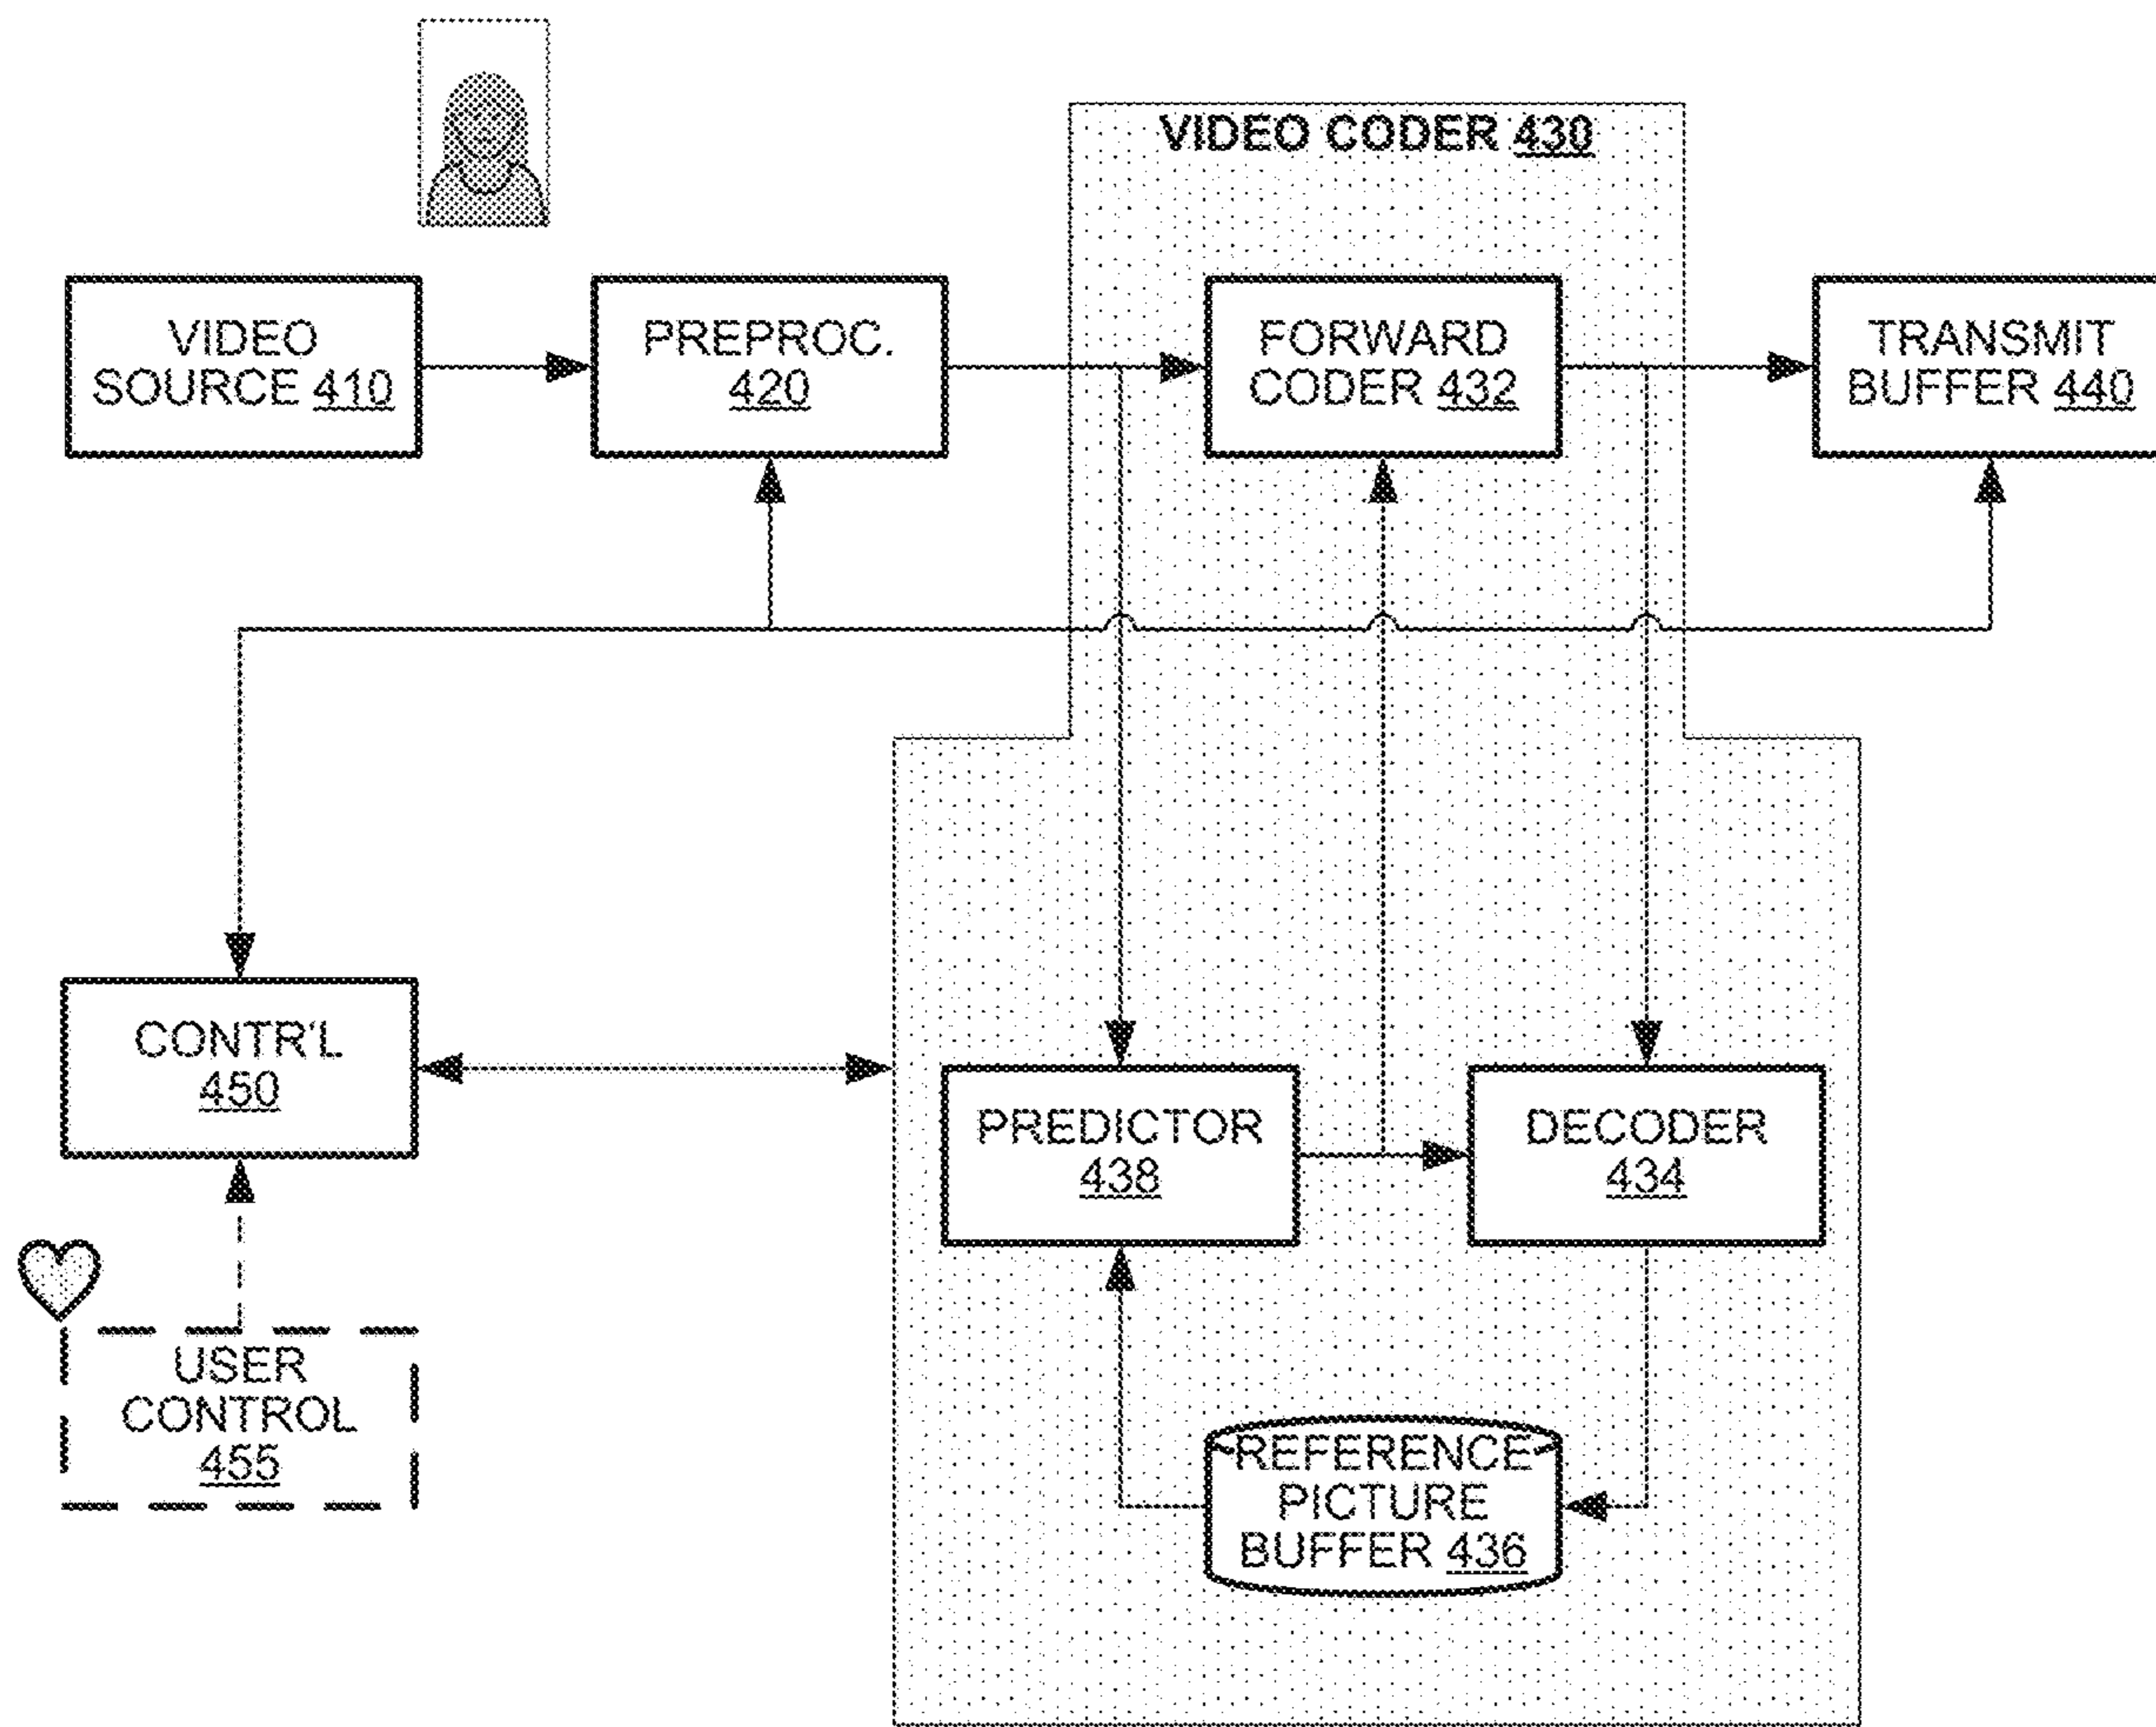 VIDEO CODER 430
VIDEO
SOURCE 410
PREPROC.
420
FORWARD
CODER 432
TRANSMIT
BUFFER 440
CONTR'L
450
PREDICTOR
438
DECODER
434
USER
CONTROL
455
REFERENCE
PICTURE
BUFFER 436